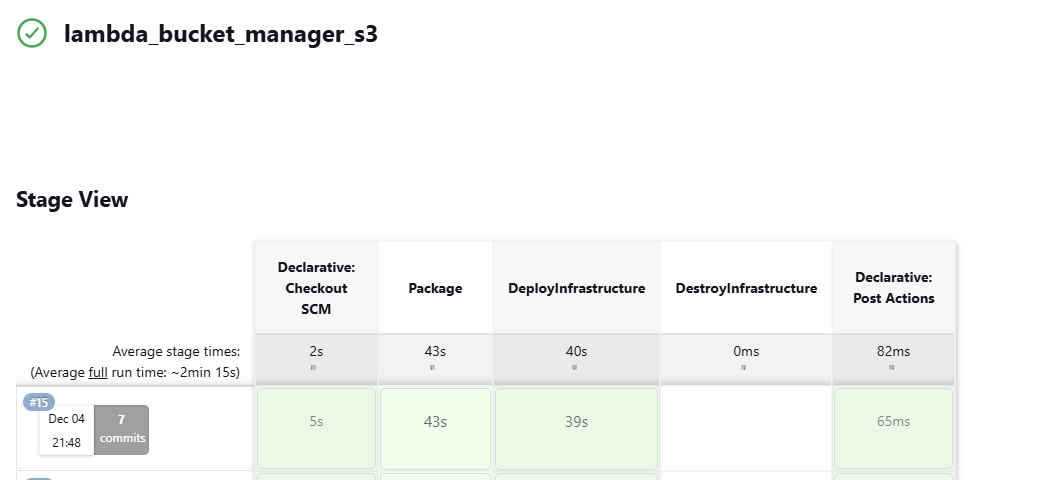 lambda_bucket_manager_s3
Stage View
Declarative:
Checkout
SCM
Package
DeployInfrastructure
DestroyInfrastructure
Declarative:
Post Actions
Average stage times:
(Average full run time: ~2min 15s)
2s
43s
40s
0ms
82ms
#15
Dec 04
21:48
7
commits
5s
43s
39s
65ms